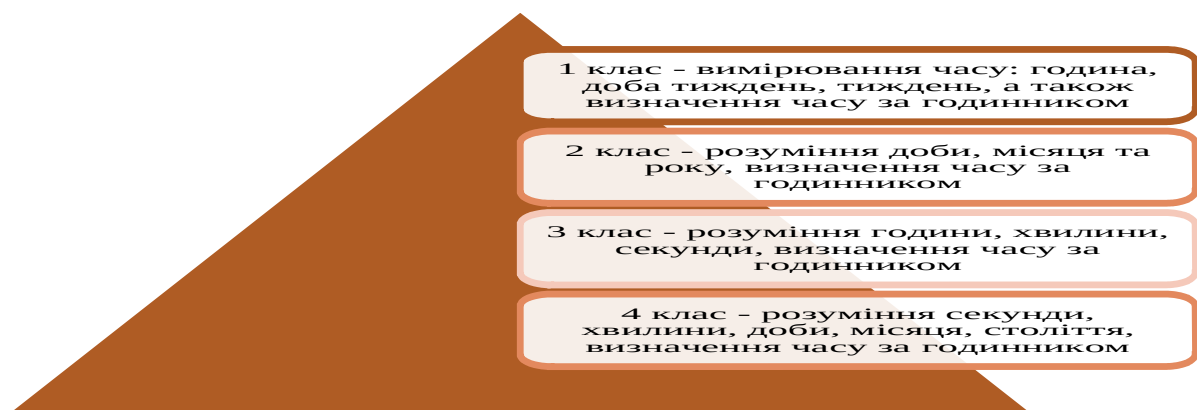 1 клас - вимірювання часу: година,
доба тиждень, тиждень, а також
визначення часу за годинником
2 клас - розуміння доби, місяця та
року, визначення часу за
годинником
3 клас - розуміння години, хвилини,
секунди, визначення часу за
годинником
4 клас - розуміння секунди,
хвилини, доби, місяця, століття,
визначення часу за годинником